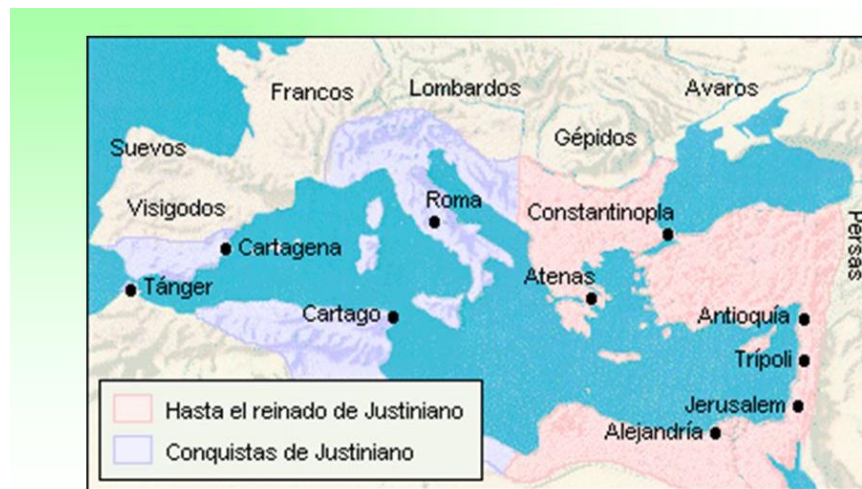 Francos
Lombardos
Avaros
Suevos
Gépidos
Visigodos
Roma
Constantinopla
Persas
Cartagena
Tánger
Atenas
Cartago
Antioquía
Trípoli
Jerusalem
Alejandría
Hasta el reinado de Justiniano
Conquistas de Justiniano